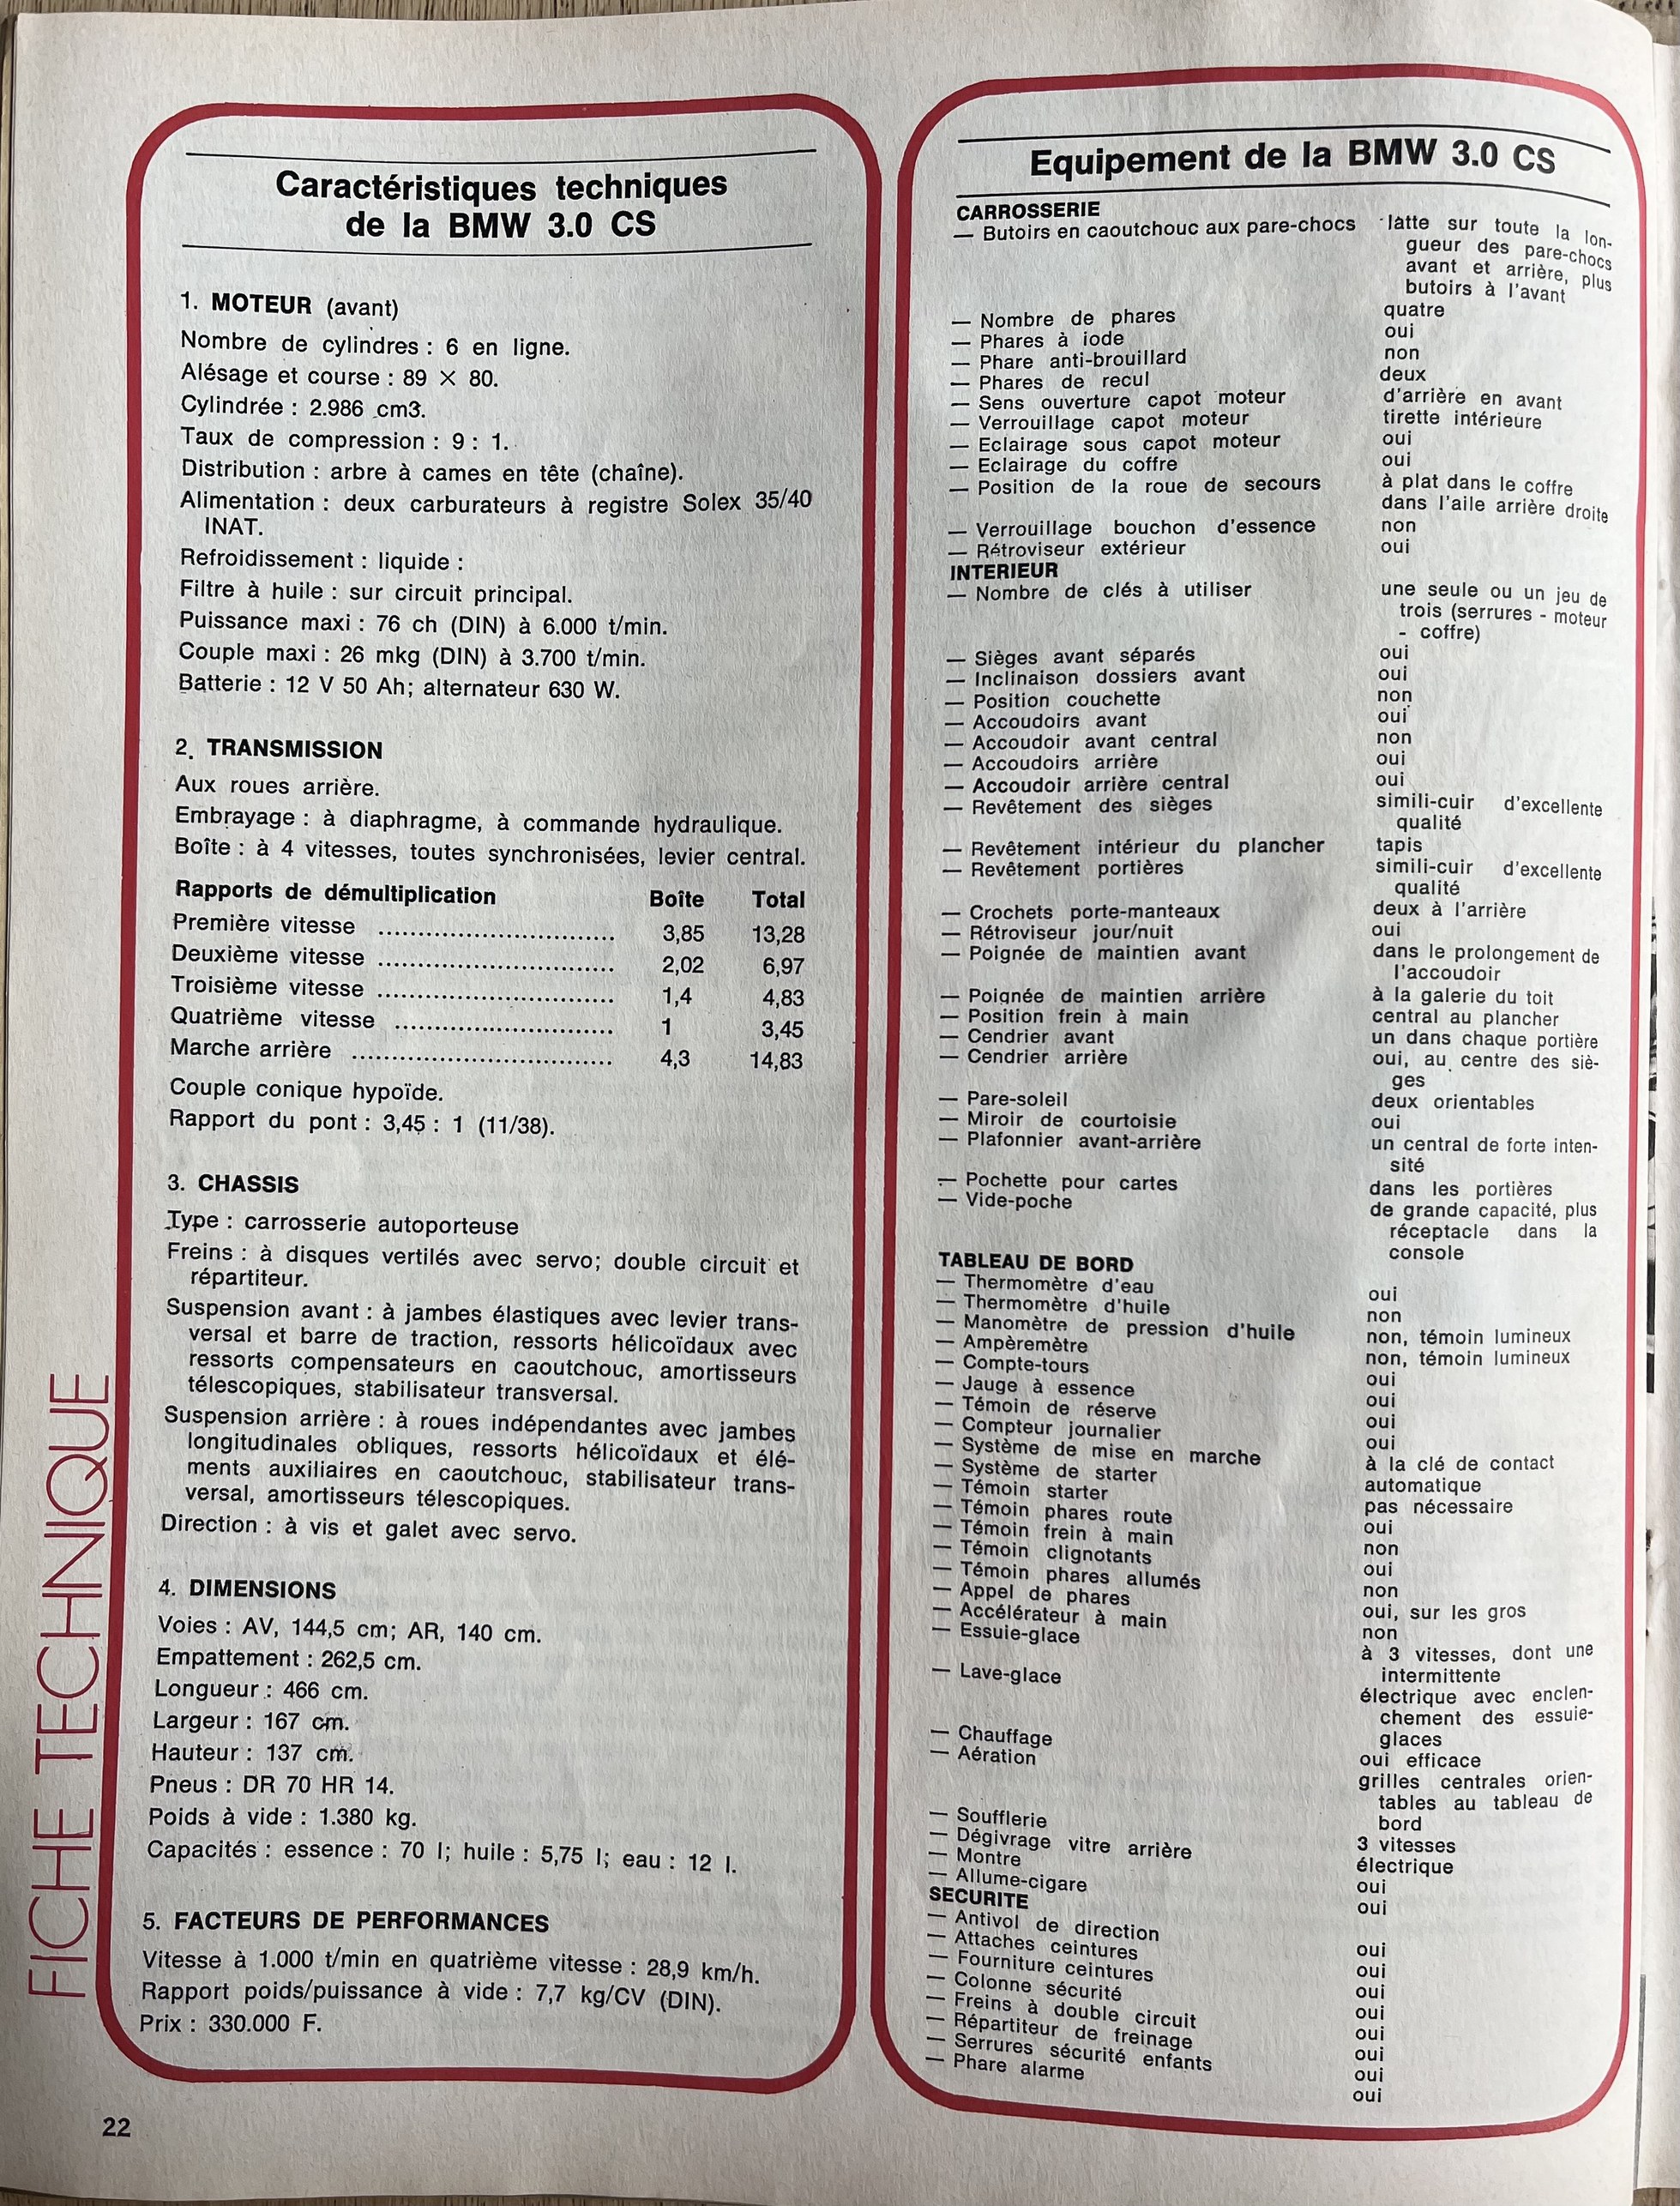 FICHE TECHNIQUE
Caractéristiques techniques
de la BMW 3.0 CS
1. MOTEUR (avant)
Nombre de cylindres : 6 en ligne.
Alésage et course : 89 × 80.
Cylindrée : 2.986 cm3.
Taux de compression : 9 : 1.
Distribution : arbre à cames en tête (chaîne).
Alimentation : deux carburateurs à registre Solex 35/40
INAT.
Refroidissement : liquide :
Filtre à huile : sur circuit principal.
Puissance maxi : 76 ch (DIN) à 6.000 t/min.
Couple maxi : 26 mkg (DIN) à 3.700 t/min.
Batterie : 12 V 50 Ah; alternateur 630 W.
2. TRANSMISSION
Aux roues arrière.
Embrayage : à diaphragme, à commande hydraulique.
Boîte : à 4 vitesses, toutes synchronisées, levier central.
Rapports de démultiplication Boîte Total
Première vitesse .............................. 3,85 13,28
Deuxième vitesse .............................. 2,02 6,97
Troisième vitesse .............................. 1,4 4,83
Quatrième vitesse ............................ 1 3,45
Marche arrière ................................. 4,3 14,83
Couple conique hypoïde.
Rapport du pont : 3,45 : 1 (11/38).
3. CHASSIS
Type : carrosserie autoporteuse
Freins : à disques vertilés avec servo; double circuit et
répartiteur.
Suspension avant : à jambes élastiques avec levier trans-
versal et barre de traction, ressorts hélicoïdaux avec
ressorts compensateurs en caoutchouc, amortisseurs
télescopiques, stabilisateur transversal.
Suspension arrière : à roues indépendantes avec jambes
longitudinales obliques, ressorts hélicoïdaux et élé-
ments auxiliaires en caoutchouc, stabilisateur trans-
versal, amortisseurs télescopiques.
Direction : à vis et galet avec servo.
4. DIMENSIONS
Voies : AV, 144,5 cm; AR, 140 cm.
Empattement : 262,5 cm.
Longueur : 466 cm.
Largeur : 167 cm.
Hauteur : 137 cm.
Pneus : DR 70 HR 14.
Poids à vide : 1.380 kg.
Capacités : essence : 70 l; huile : 5,75 l; eau : 12 l.
5. FACTEURS DE PERFORMANCES
Vitesse à 1.000 t/min en quatrième vitesse : 28,9 km/h.
Rapport poids/puissance à vide : 7,7 kg/CV (DIN).
Prix : 330.000 F.
22
Equipement de la BMW 3.0 CS
CARROSSERIE
— Butoirs en caoutchouc aux pare-chocs latte sur toute la lon-
gueur des pare-chocs
avant et arrière, plus
butoirs à l'avant
— Nombre de phares quatre
— Phares à iode oui
— Phare anti-brouillard non
— Phares de recul deux
— Sens ouverture capot moteur d'arrière en avant
— Verrouillage capot moteur tirette intérieure
— Eclairage sous capot moteur oui
— Eclairage du coffre oui
— Position de la roue de secours à plat dans le coffre
dans l'aile arrière droite
— Verrouillage bouchon d'essence non
— Rétroviseur extérieur oui
INTERIEUR
— Nombre de clés à utiliser une seule ou un jeu de
trois (serrures - moteur
- coffre)
— Sièges avant séparés oui
— Inclinaison dossiers avant oui
— Position couchette non
— Accoudoirs avant oui
— Accoudoir avant central non
— Accoudoirs arrière oui
— Accoudoir arrière central oui
— Revêtement des sièges simili-cuir d'excellente
qualité
— Revêtement intérieur du plancher tapis
— Revêtement portières simili-cuir d'excellente
qualité
— Crochets porte-manteaux deux à l'arrière
— Rétroviseur jour/nuit oui
— Poignée de maintien avant dans le prolongement de
l'accoudoir
— Poignée de maintien arrière à la galerie du toit
— Position frein à main central au plancher
— Cendrier avant un dans chaque portière
— Cendrier arrière oui, au centre des siè-
ges
— Pare-soleil deux orientables
— Miroir de courtoisie oui
— Plafonnier avant-arrière un central de forte inten-
sité
— Pochette pour cartes dans les portières
— Vide-poche de grande capacité, plus
réceptacle dans la
console
TABLEAU DE BORD
— Thermomètre d'eau oui
— Thermomètre d'huile non
— Manomètre de pression d'huile non, témoin lumineux
— Ampèremètre non, témoin lumineux
— Compte-tours oui
— Jauge à essence oui
— Témoin de réserve oui
— Compteur journalier oui
— Système de mise en marche à la clé de contact
— Système de starter automatique
— Témoin starter pas nécessaire
— Témoin phares route oui
— Témoin frein à main non
— Témoin clignotants oui
— Témoin phares allumés non
— Appel de phares oui, sur les gros
— Accélérateur à main non
— Essuie-glace à 3 vitesses, dont une
intermittente
— Lave-glace électrique avec enclen-
chement des essuie-
glaces
— Chauffage oui efficace
— Aération grilles centrales orien-
tables au tableau de
bord
— Soufflerie 3 vitesses
— Dégivrage vitre arrière électrique
— Montre oui
— Allume-cigare oui
SECURITE
— Antivol de direction oui
— Attaches ceintures oui
— Fourniture ceintures oui
— Colonne sécurité oui
— Freins à double circuit oui
— Répartiteur de freinage oui
— Serrures sécurité enfants oui
— Phare alarme oui